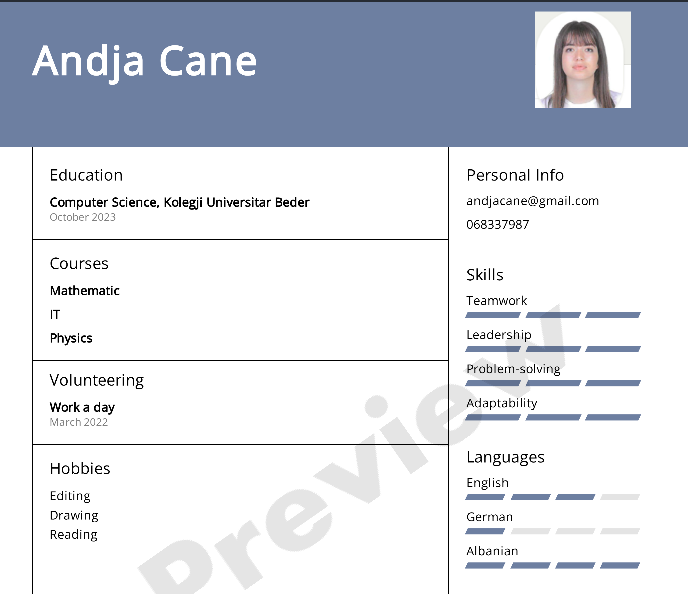 Andja Cane
Education
Computer Science, Kolegji Universitar Beder
October 2023
Courses
Mathematic
IT
Physics
Volunteering
Work a day
March 2022
Hobbies
Editing
Drawing
Reading
Personal Info
andjacane@gmail.com
068337987
Skills
Teamwork
Leadership
Problem-solving
Adaptability
Languages
English
German
Albanian
Preview